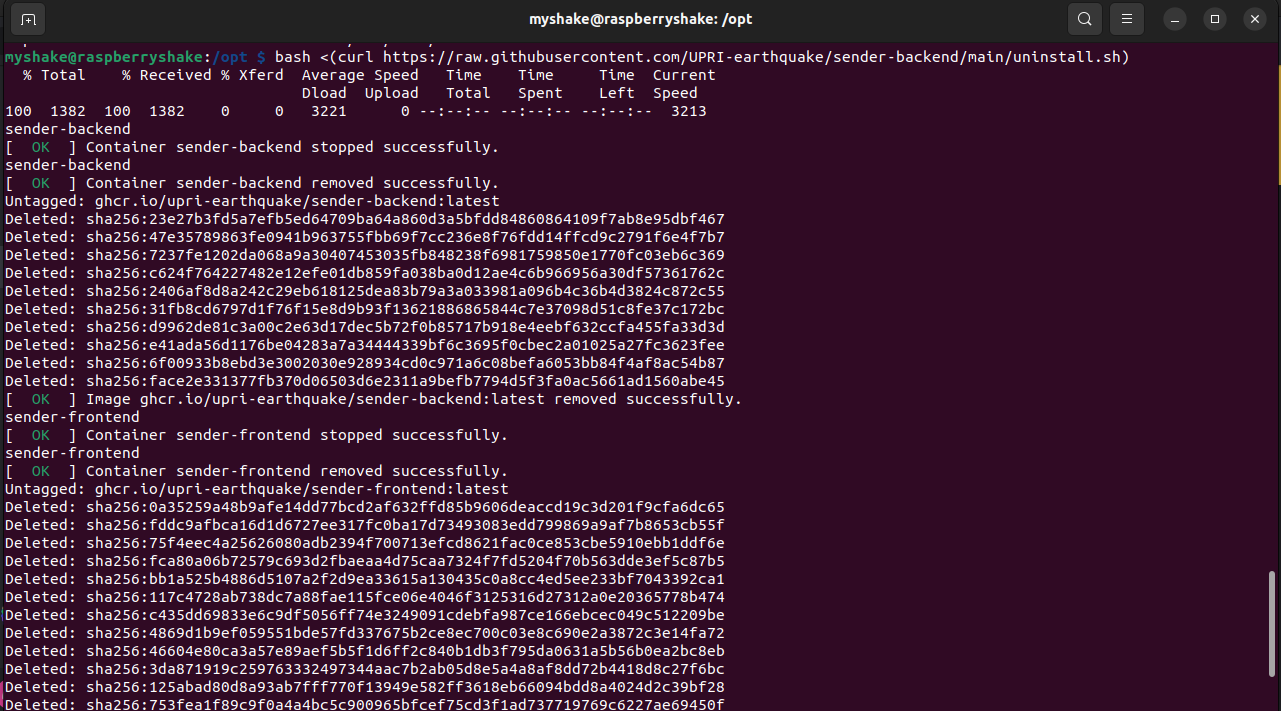 myshake@raspberryshake: /opt
myshake@raspberryshake:/opt $ bash <(curl https://raw.githubusercontent.com/UPRI-earthquake/sender-backend/main/uninstall.sh)
  % Total    % Received % Xferd  Average Speed   Time    Time     Time  Current
                                 Dload  Upload   Total   Spent    Left  Speed
100  1382  100  1382    0     0   3221      0 --:--:-- --:--:-- --:--:--  3213
sender-backend
[  OK  ] Container sender-backend stopped successfully.
sender-backend
[  OK  ] Container sender-backend removed successfully.
Untagged: ghcr.io/upri-earthquake/sender-backend:latest
Deleted: sha256:23e27b3fd5a7efb5ed64709ba64a860d3a5bfdd84860864109f7ab8e95dbf467
Deleted: sha256:47e35789863fe0941b963755fbb69f7cc236e8f76fdd14ffcd9c2791f6e4f7b7
Deleted: sha256:7237fe1202da068a9a30407453035fb848238f6981759850e1770fc03eb6c369
Deleted: sha256:c624f764227482e12efe01db859fa038ba0d12ae4c6b966956a30df57361762c
Deleted: sha256:2406af8d8a242c29eb618125dea83b79a3a033981a096b4c36b4d3824c872c55
Deleted: sha256:31fb8cd6797d1f76f15e8d9b93f13621886865844c7e37098d51c8fe37c172bc
Deleted: sha256:d9962de81c3a00c2e63d17dec5b72f0b85717b918e4eebf632ccfa455fa33d3d
Deleted: sha256:e41ada56d1176be04283a7a34444339bf6c3695f0cbec2a01025a27fc3623fee
Deleted: sha256:6f00933b8ebd3e3002030e928934cd0c971a6c08befa6053bb84f4af8ac54b87
Deleted: sha256:face2e331377fb370d06503d6e2311a9befb7794d5f3fa0ac5661ad1560abe45
[  OK  ] Image ghcr.io/upri-earthquake/sender-backend:latest removed successfully.
sender-frontend
[  OK  ] Container sender-frontend stopped successfully.
sender-frontend
[  OK  ] Container sender-frontend removed successfully.
Untagged: ghcr.io/upri-earthquake/sender-frontend:latest
Deleted: sha256:0a35259a48b9afe14dd77bcd2af632ffd85b9606deaccd19c3d201f9cfa6dc65
Deleted: sha256:fddc9afbca16d1d6727ee317fc0ba17d73493083edd799869a9af7b8653cb55f
Deleted: sha256:75f4eec4a25626080adb2394f700713efcd8621fac0ce853cbe5910ebb1ddf6e
Deleted: sha256:fca80a06b72579c693d2fbaeaa4d75caa7324f7fd5204f70b563dde3ef5c87b5
Deleted: sha256:bb1a525b4886d5107a2f2d9ea33615a130435c0a8cc4ed5ee233bf7043392ca1
Deleted: sha256:117c4728ab738dc7a88fae115fce06e4046f3125316d27312a0e20365778b474
Deleted: sha256:c435dd69833e6c9df5056ff74e3249091cdebfa987ce166ebcec049c512209be
Deleted: sha256:4869d1b9ef059551bde57fd337675b2ce8ec700c03e8c690e2a3872c3e14fa72
Deleted: sha256:46604e80ca3a57e89aef5b5f1d6ff2c840b1db3f795da0631a5b56b0ea2bc8eb
Deleted: sha256:3da871919c259763332497344aac7b2ab05d8e5a4a8af8dd72b4418d8c27f6bc
Deleted: sha256:125abad80d8a93ab7fff770f13949e582ff3618eb66094bdd8a4024d2c39bf28
Deleted: sha256:753fea1f89c9f0a4a4bc5c900965bfcef75cd3f1ad737719769c6227ae69450f